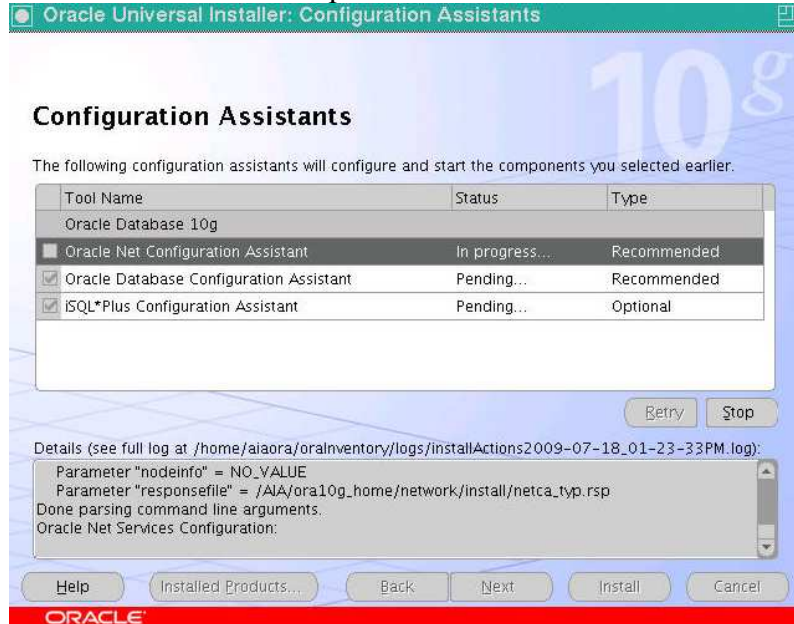 Oracle Universal Installer: Configuration Assistants
10g
Configuration Assistants
The following configuration assistants will configure and start the components you selected earlier.
Tool Name Status Type
Oracle Database 10g
Oracle Net Configuration Assistant In progress... Recommended
Oracle Database Configuration Assistant Pending... Recommended
iSQL*Plus Configuration Assistant Pending... Optional
Retry Stop
Details (see full log at /home/aiaora/oraInventory/logs/installActions2009-07-18_01-23-33PM.log):
Parameter "nodeinfo" = NO_VALUE
Parameter "responsefile" = /AIA/ora10g_home/network/install/netca_typ.rsp
Done parsing command line arguments.
Oracle Net Services Configuration:
Help Installed Products... Back Next Install Cancel
ORACLE